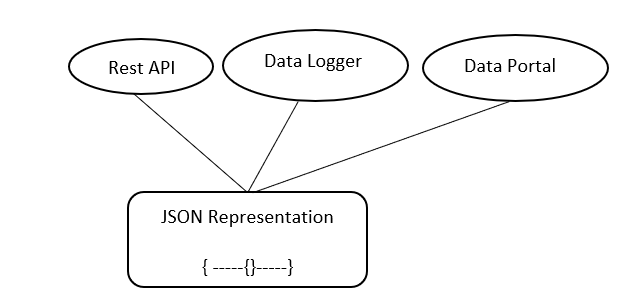 Rest API
Data Logger
Data Portal
JSON Representation
{ -----{}-----}